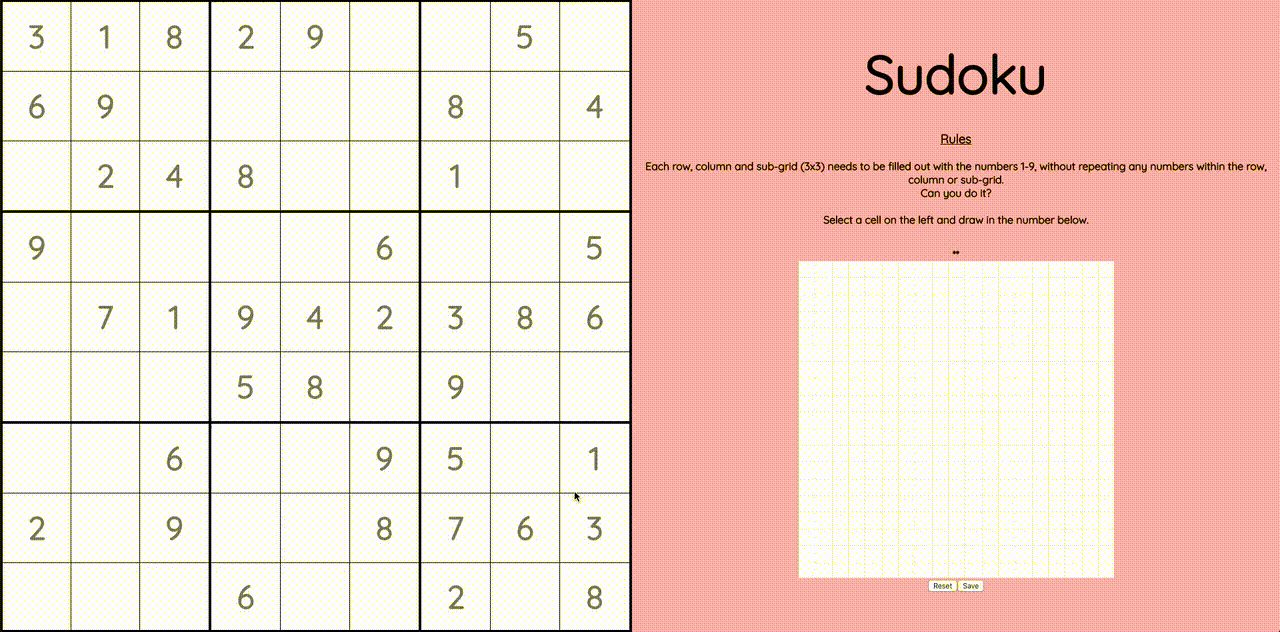 3 1 8 2 9 5
6 9 8 4
2 4 8 1
9 6 5
7 1 9 4 2 3 8 6
5 8 9
6 9 5 1
2 9 8 7 6 3
6 2 8
Sudoku
Rules
Each row, column and sub-grid (3x3) needs to be filled out with the numbers 1-9, without repeating any numbers within the row,
column or sub-grid.
Can you do it?
Select a cell on the left and draw in the number below.
Reset Save